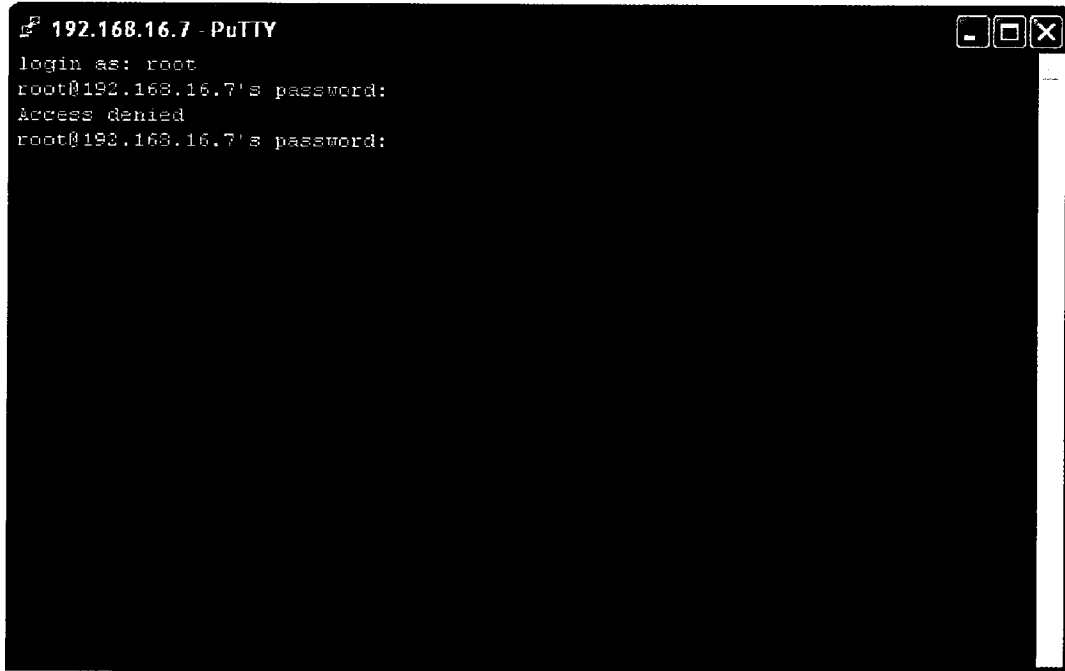 192.168.16.7 - PuTTY
login as: root
root@192.168.16.7's password:
Access denied
root@192.168.16.7's password: